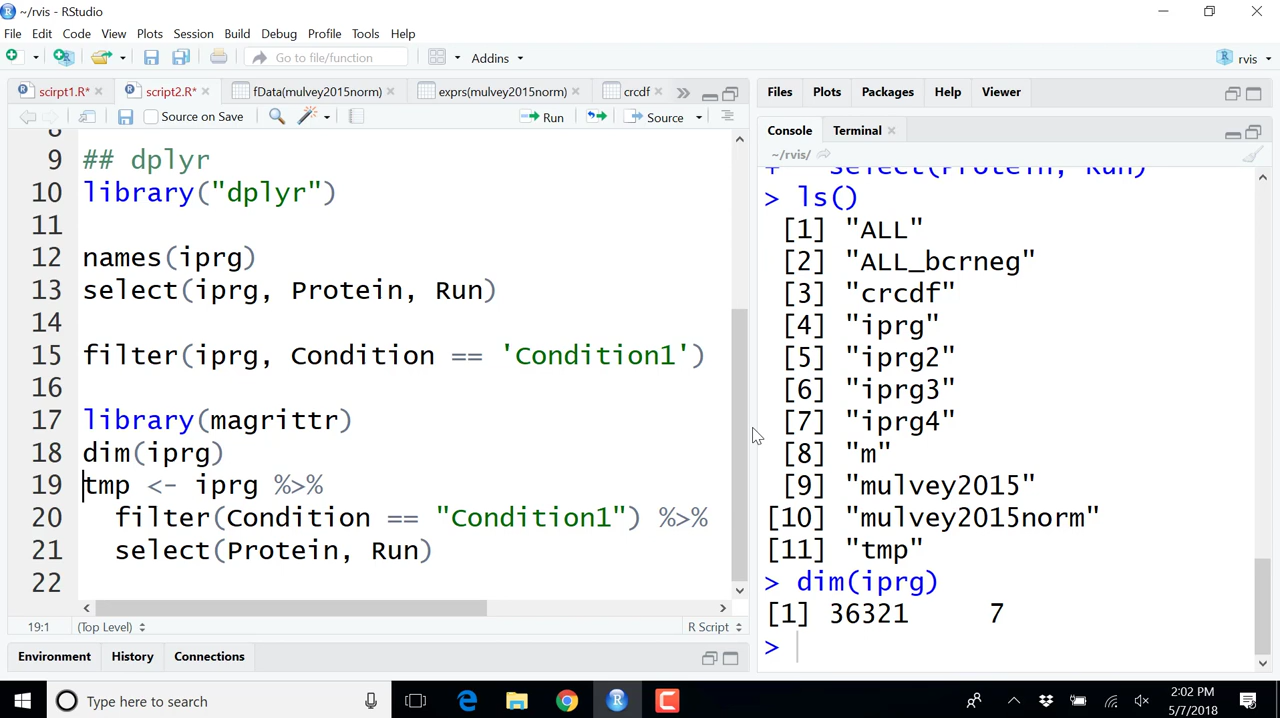 ~/rvis - RStudio
File Edit Code View Plots Session Build Debug Profile Tools Help
Go to file/function Addins rvis
scirpt1.R* script2.R* fData(mulvey2015norm) exprs(mulvey2015norm) crcdf
Source on Save Run Source
8
9 ## dplyr
10 library("dplyr")
11
12 names(iprg)
13 select(iprg, Protein, Run)
14
15 filter(iprg, Condition == 'Condition1')
16
17 library(magrittr)
18 dim(iprg)
19 tmp <- iprg %>%
20 filter(Condition == "Condition1") %>%
21 select(Protein, Run)
22
19:1 (Top Level) R Script
Environment History Connections
Files Plots Packages Help Viewer
Console Terminal
~/rvis/
+ select(Protein, Run)
> ls()
[1] "ALL"
[2] "ALL_bcrneg"
[3] "crcdf"
[4] "iprg"
[5] "iprg2"
[6] "iprg3"
[7] "iprg4"
[8] "m"
[9] "mulvey2015"
[10] "mulvey2015norm"
[11] "tmp"
> dim(iprg)
[1] 36321 7
>
Type here to search
2:02 PM
5/7/2018